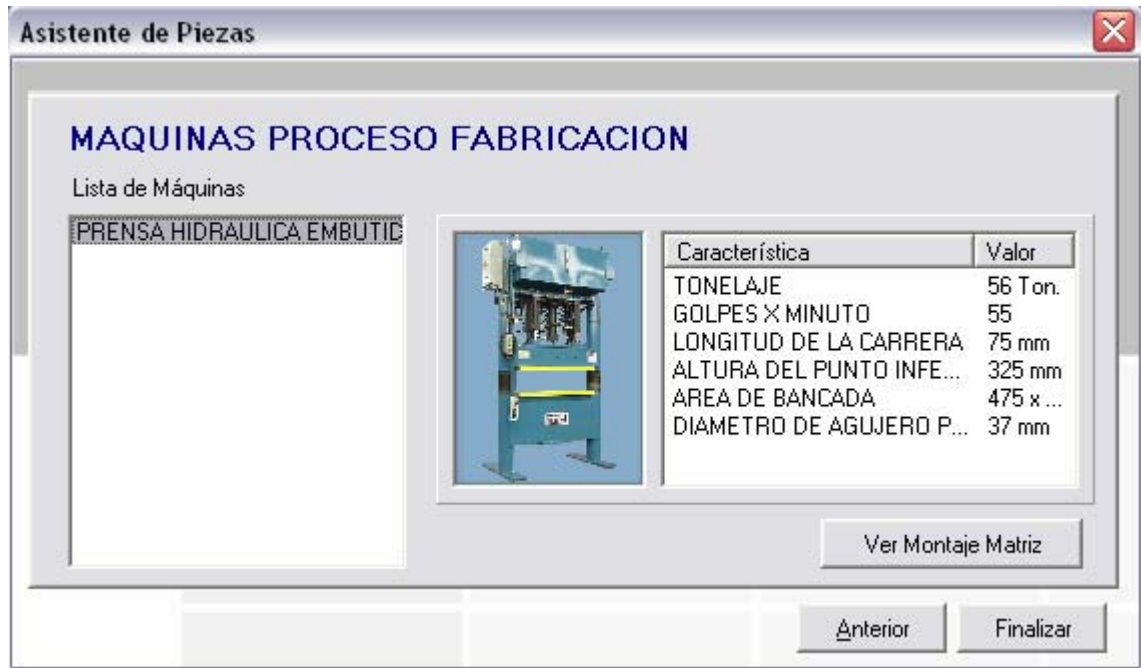 Asistente de Piezas
MAQUINAS PROCESO FABRICACION
Lista de Máquinas
PRENSA HIDRAULICA EMBUTID
Característica Valor
TONELAJE 56 Ton.
GOLPES X MINUTO 55
LONGITUD DE LA CARRERA 75 mm
ALTURA DEL PUNTO INFE... 325 mm
AREA DE BANCADA 475 x ...
DIAMETRO DE AGUJERO P... 37 mm
Ver Montaje Matriz
Anterior Finalizar